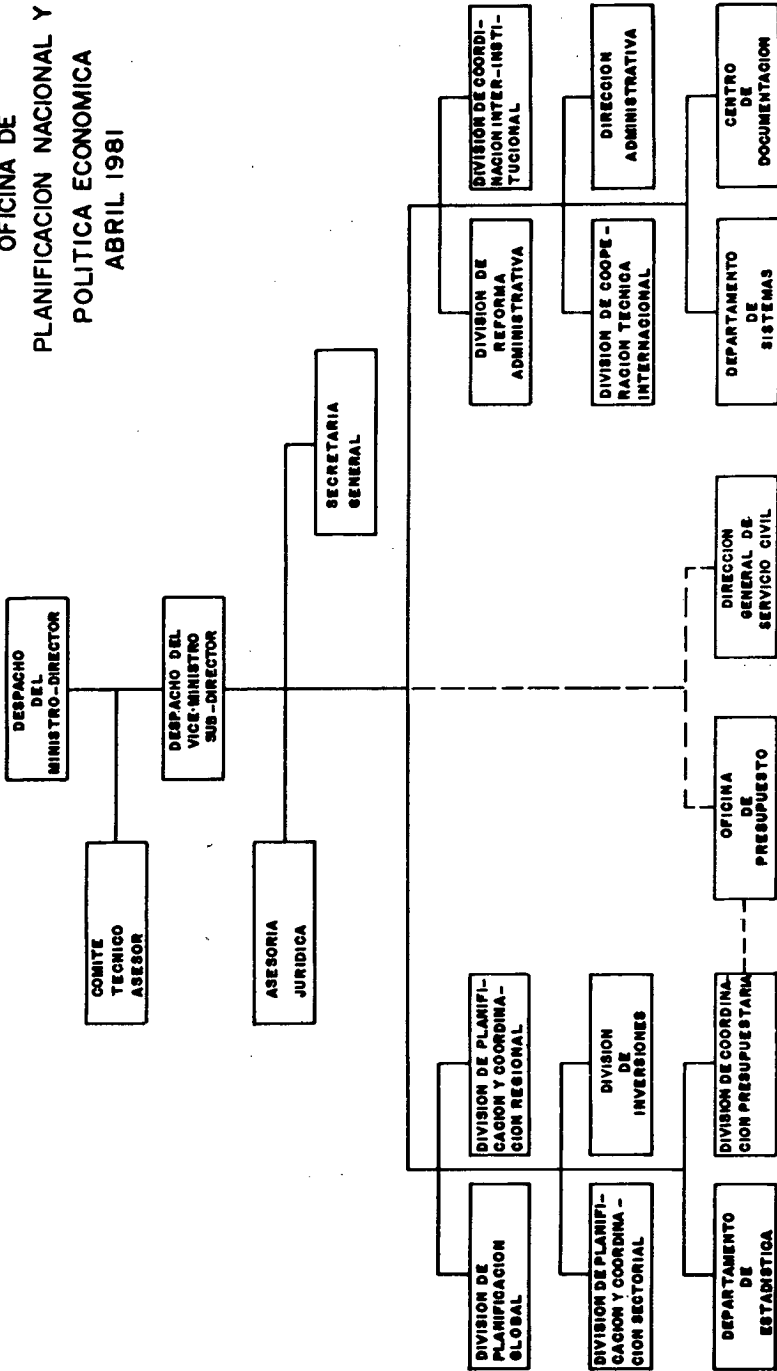 OFICINA DE
PLANIFICACION NACIONAL Y
POLITICA ECONOMICA
ABRIL 1981
DESPACHO
DEL
MINISTRO-DIRECTOR
COMITE
TECNICO
ASESOR
DESPACHO DEL
VICE-MINISTRO
SUB-DIRECTOR
ASESORIA
JURIDICA
SECRETARIA
GENERAL
DIVISION DE
PLANIFICACION
GLOBAL
DIVISION DE PLANIFI-
CACION Y COORDINA-
CION REGIONAL
DIVISION DE
REFORMA
ADMINISTRATIVA
DIVISION DE COORDI-
NACION INTER-INSTI-
TUCIONAL
DIVISION DE PLANIFI-
CACION Y COORDINA-
CION SECTORIAL
DIVISION
DE
INVERSIONES
DIVISION DE COOPE-
RACION TECNICA
INTERNACIONAL
DIRECCION
ADMINISTRATIVA
DEPARTAMENTO
DE
ESTADISTICA
DIVISION DE COORDINA-
CION PRESUPUESTARIA
OFICINA
DE
PRESUPUESTO
DIRECCION
GENERAL DE
SERVICIO CIVIL
DEPARTAMENTO
DE
SISTEMAS
CENTRO
DE
DOCUMENTACION